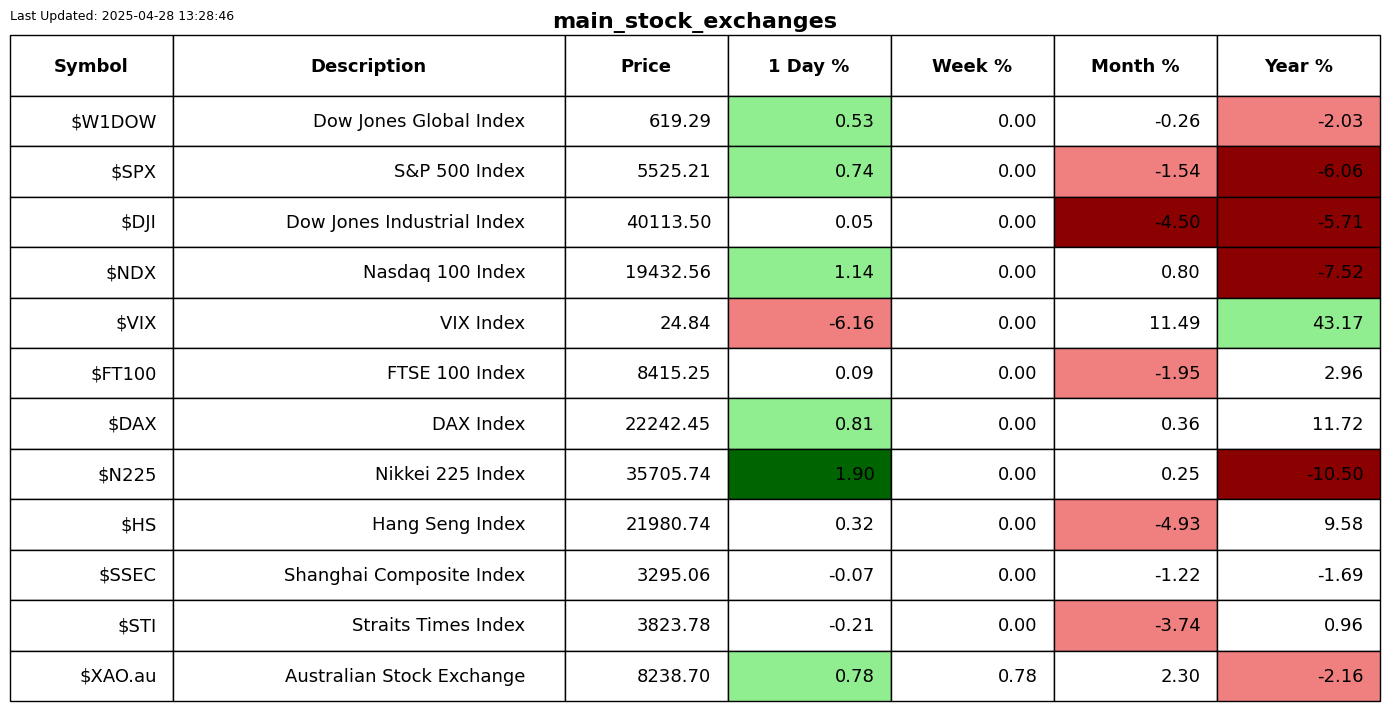 Last Updated: 2025-04-28 13:28:46
main_stock_exchanges
Symbol Description Price 1 Day % Week % Month % Year %
$W1DOW Dow Jones Global Index 619.29 0.53 0.00 -0.26 -2.03
$SPX S&P 500 Index 5525.21 0.74 0.00 -1.54 -6.06
$DJI Dow Jones Industrial Index 40113.50 0.05 0.00 -4.50 -5.71
$NDX Nasdaq 100 Index 19432.56 1.14 0.00 0.80 -7.52
$VIX VIX Index 24.84 -6.16 0.00 11.49 43.17
$FT100 FTSE 100 Index 8415.25 0.09 0.00 -1.95 2.96
$DAX DAX Index 22242.45 0.81 0.00 0.36 11.72
$N225 Nikkei 225 Index 35705.74 1.90 0.00 0.25 -10.50
$HS Hang Seng Index 21980.74 0.32 0.00 -4.93 9.58
$SSEC Shanghai Composite Index 3295.06 -0.07 0.00 -1.22 -1.69
$STI Straits Times Index 3823.78 -0.21 0.00 -3.74 0.96
$XAO.au Australian Stock Exchange 8238.70 0.78 0.78 2.30 -2.16